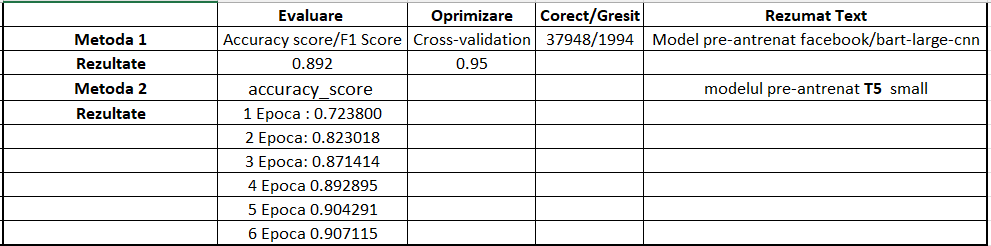 Evaluare Oprimizare Corect/Gresit Rezumat Text
Metoda 1 Accuracy score/F1 Score Cross-validation 37948/1994 Model pre-antrenat facebook/bart-large-cnn
Rezultate 0.892 0.95
Metoda 2 accuracy_score modelul pre-antrenat T5 small
Rezultate 1 Epoca : 0.723800
2 Epoca: 0.823018
3 Epoca: 0.871414
4 Epoca 0.892895
5 Epoca 0.904291
6 Epoca 0.907115